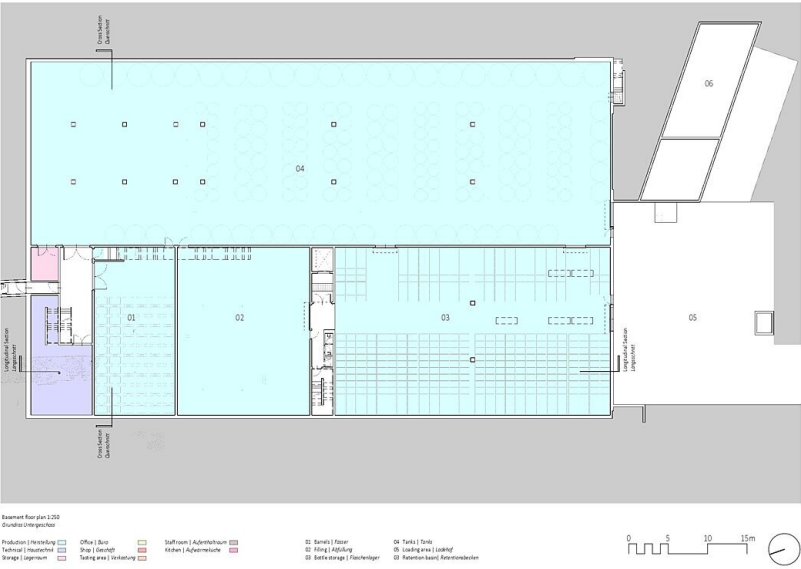 Cross Section
Querschnitt
06
04
01
02
03
05
Longitudinal Section
Längsschnitt
Longitudinal Section
Längsschnitt
Cross Section
Querschnitt
Basement floor plan 1:250
Grundriss Untergeschoss
Production | Herstellung
Technical | Haustechnik
Storage | Lagerraum
Office | Büro
Shop | Geschäft
Tasting area | Verkostung
Staff room | Aufenthaltsraum
Kitchen | Aufwärmeküche
01 Barrels | Fässer
02 Filling | Abfüllung
03 Bottle storage | Flaschenlager
04 Tanks | Tanks
05 Loading area | Ladehof
03 Retention basin | Retentionsbecken
0 5 10 15m